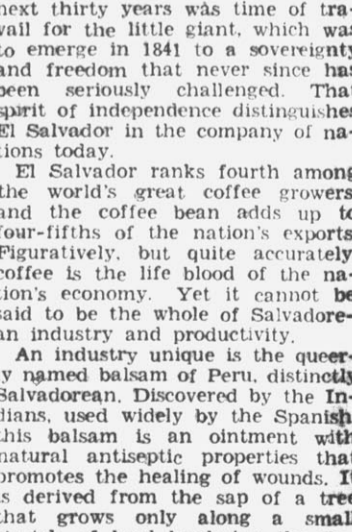 next thirty years was time of tra-
vail for the little giant, which was
to emerge in 1841 to a sovereignty
and freedom that never since has
been seriously challenged. That
spirit of independence distinguishes
El Salvador in the company of na-
tions today.
El Salvador ranks fourth among
the world's great coffee growers
and the coffee bean adds up to
four-fifths of the nation's exports.
Figuratively, but quite accurately,
coffee is the life blood of the na-
tion's economy. Yet it cannot be
said to be the whole of Salvadore-
an industry and productivity.
An industry unique is the queer-
ly named balsam of Peru, distinctly
Salvadorean. Discovered by the In-
dians, used widely by the Spanish
this balsam is an ointment with
natural antiseptic properties that
promotes the healing of wounds. It
is derived from the sap of a tree
that grows only along a small